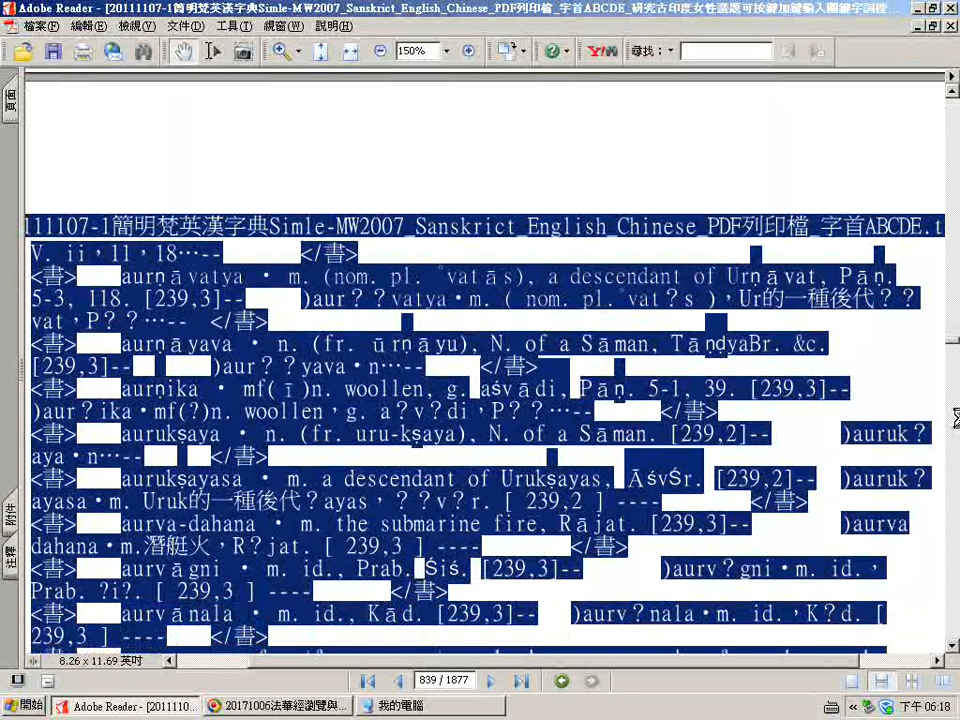 Adobe Reader - [20111107-1簡明梵英漢字典Simle-MW2007_Sanskrict_English_Chinese_PDF列印檔_字首ABCDE_研究古印度女性議題可按鍵加鍵輸入關鍵字詞搜
檔案(F) 編輯(E) 檢視(V) 文件(D) 工具(T) 視窗(W) 說明(H)
150% Y! 尋找：
頁面
111107-1簡明梵英漢字典Simle-MW2007_Sanskrict_English_Chinese_PDF列印檔_字首ABCDE.t
V. ii，11，18…-- </書>
<書> aurṇāvatya ‧ m. (nom. pl. °vatās), a descendant of Urṇāvat, Pāṇ.
5-3, 118. [239,3]-- )aur？？vatya‧m. ( nom. pl.°vat？s )，Ur的一種後代？？
vat，P？？…-- </書>
<書> aurṇāyava ‧ n. (fr. ūrṇāyu), N. of a Sāman, TāṇḍyaBr. &c.
[239,3]-- )aur？？yava‧n…-- </書>
<書> aurṇika ‧ mf(ī)n. woollen, g. aśvādi, Pāṇ. 5-1, 39. [239,3]--
)aur？ika‧mf(?)n. woollen，g. a？v？di，P？？…-- </書>
<書> aurukṣaya ‧ n. (fr. uru-kṣaya), N. of a Sāman. [239,2]-- )auruk？
aya‧n…-- </書>
<書> aurukṣayasa ‧ m. a descendant of Urukṣayas, ĀśvŚr. [239,2]-- )auruk？
ayasa‧m. Uruk的一種後代？ayas，？？v？r. [ 239,2 ] ---- </書>
<書> aurva-dahana ‧ m. the submarine fire, Rājat. [239,3]-- )aurva
dahana‧m.潛艇火，R？jat. [ 239,3 ] ---- </書>
<書> aurvāgni ‧ m. id., Prab. Śiś. [239,3]-- )aurv？gni‧m. id.，
Prab. ?i?. [ 239,3 ] ---- </書>
<書> aurvānala ‧ m. id., Kād. [239,3]-- )aurv？nala‧m. id.，K？d. [
239,3 ] ---- </書>
附件
注釋
8.26 x 11.69 英吋
839 / 1877
開始 Adobe Reader - [2011110... 20171006法華經瀏覽與... 我的電腦 下午 06:18